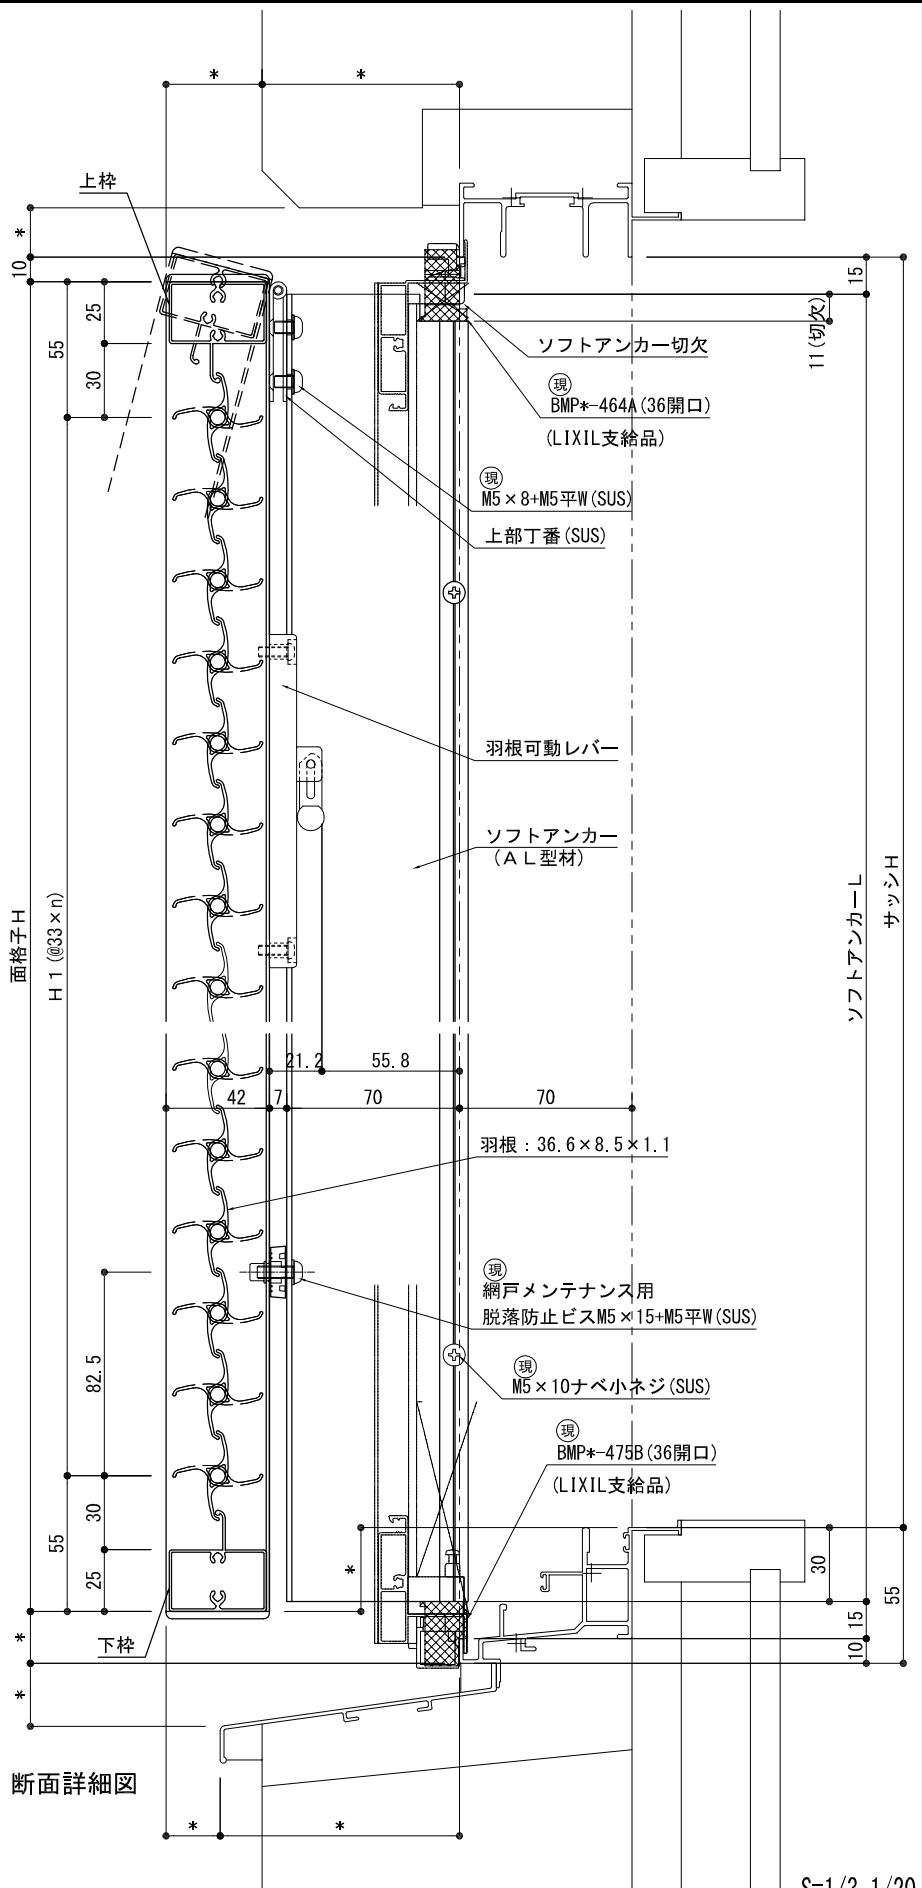 *
*
上枠
*
10
25
55
30
15
11(切欠)
ソフトアンカー切欠
現
BMP*-464A(36開口)
(LIXIL支給品)
現
M5×8+M5平W(SUS)
上部丁番(SUS)
羽根可動レバー
ソフトアンカー
(AL型材)
面格子H
H1(@33×n)
ソフトアンカーL
サッシH
21.2
55.8
42
7
70
70
羽根：36.6×8.5×1.1
現
網戸メンテナンス用
脱落防止ビスM5×15+M5平W(SUS)
現
M5×10ナベ小ネジ(SUS)
82.5
現
BMP*-475B(36開口)
(LIXIL支給品)
30
55
25
*
30
55
15
10
*
下枠
*
断面詳細図
*
*
S=1/3,1/20